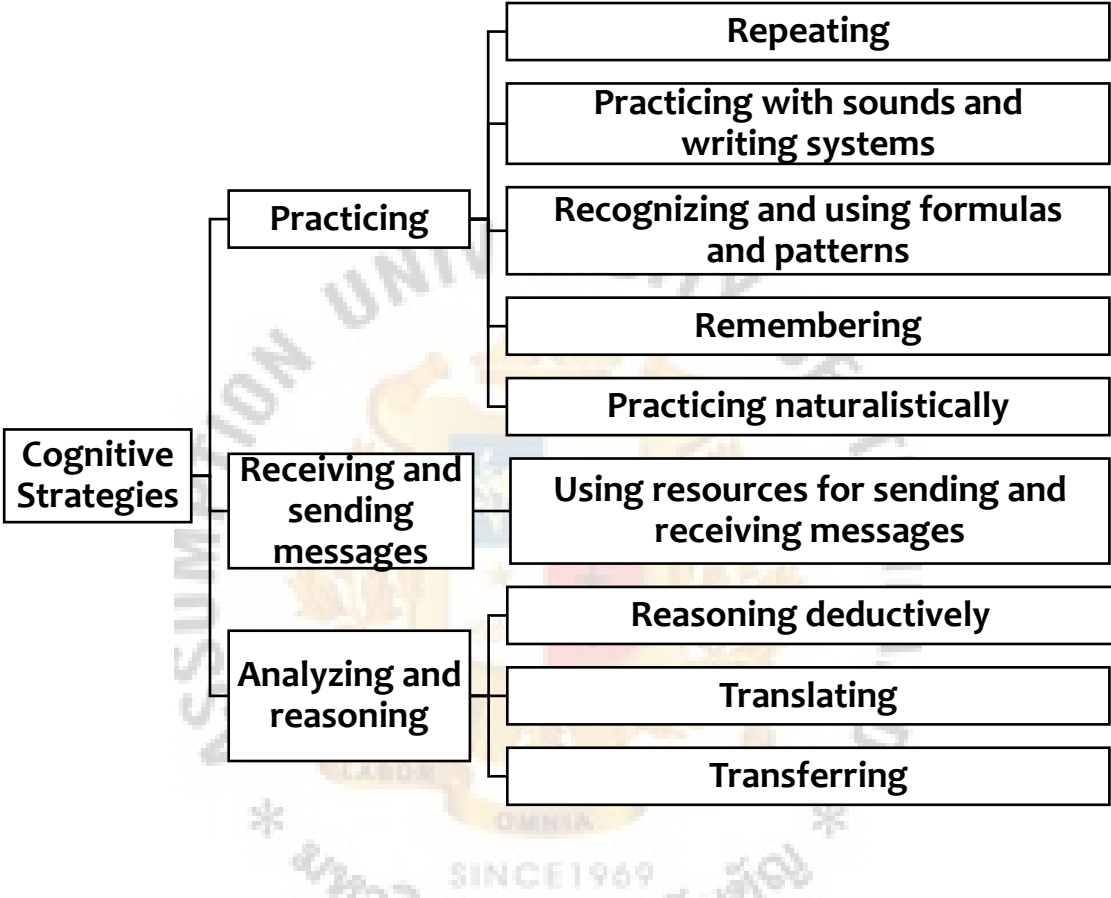 Repeating
Practicing with sounds and
writing systems
Practicing
Recognizing and using formulas
and patterns
Remembering
Practicing naturalistically
Cognitive
Strategies
Receiving and
sending
messages
Using resources for sending and
receiving messages
Analyzing and
reasoning
Reasoning deductively
Translating
Transferring
LABOR
OMNIA
SINCE1969